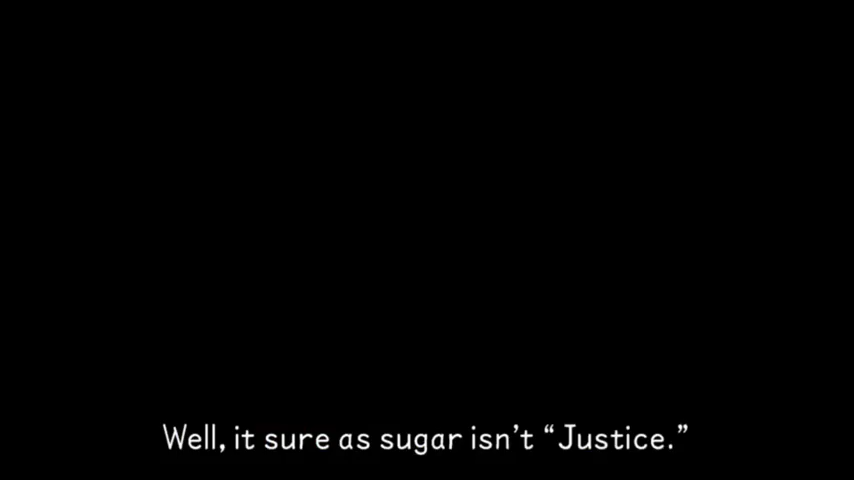 Well, it sure as sugar isn’t “Justice.”